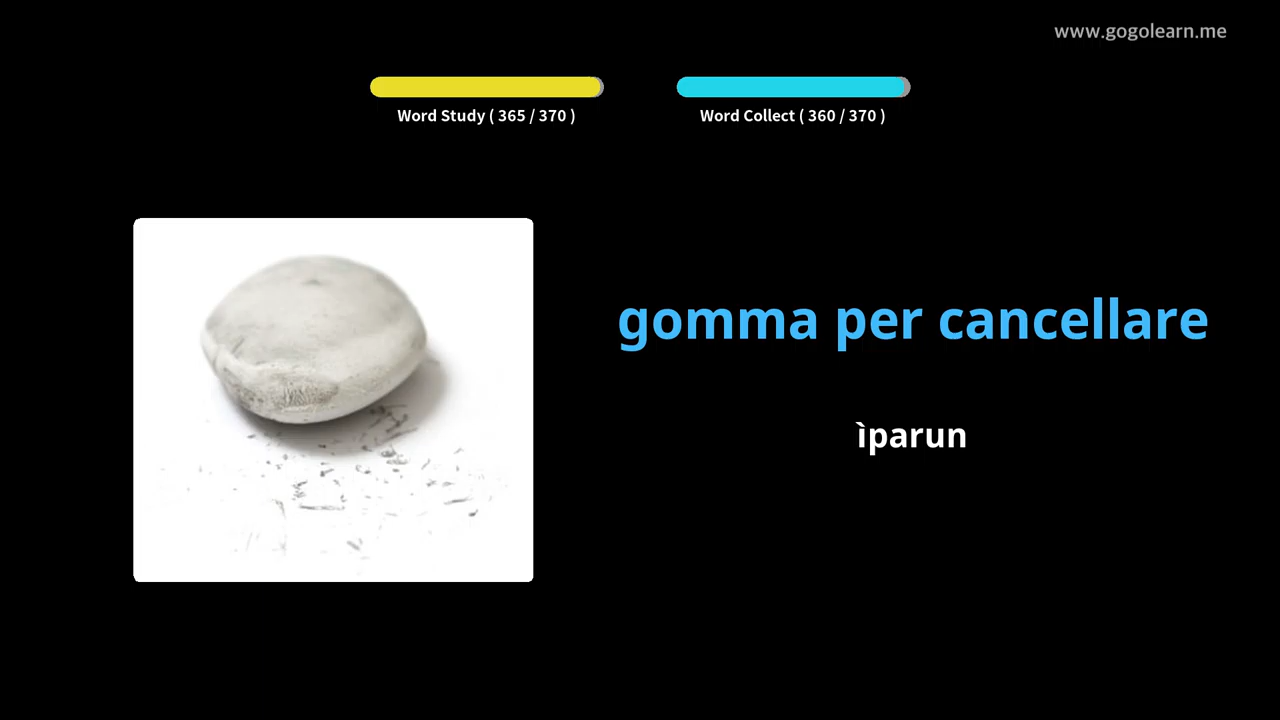 www.gogolearn.me
Word Study ( 365 / 370 )
Word Collect ( 360 / 370 )
gomma per cancellare
ìparun